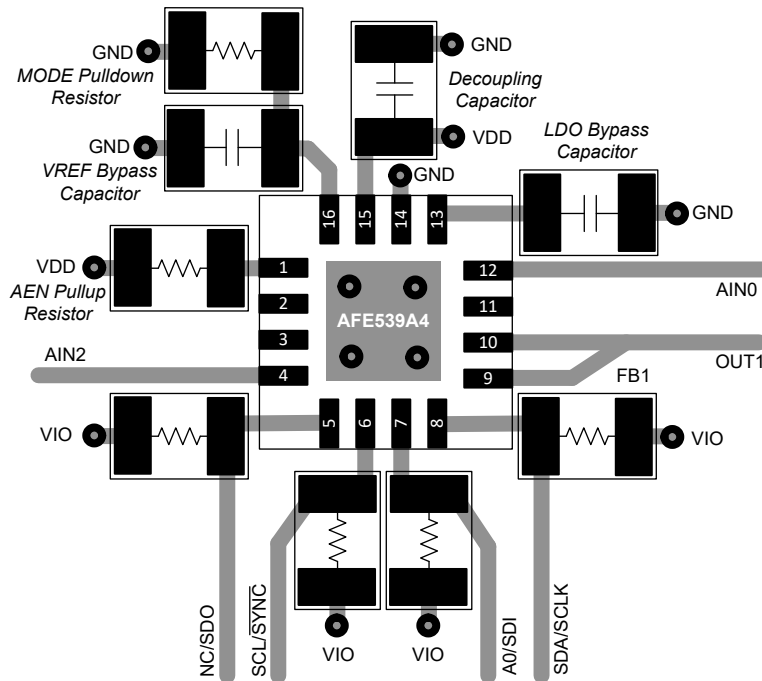 GND
MODE Pulldown
Resistor
GND
VREF Bypass
Capacitor
GND
Decoupling
Capacitor
VDD
GND
LDO Bypass
Capacitor
GND
16
15
14
13
VDD
AEN Pullup
Resistor
1
2
3
4
12
11
10
9
AFE539A4
AIN0
OUT1
FB1
AIN2
5
6
7
8
VIO
VIO
VIO
VIO
NC/SDO
SCL/SYNC
A0/SDI
SDA/SCLK